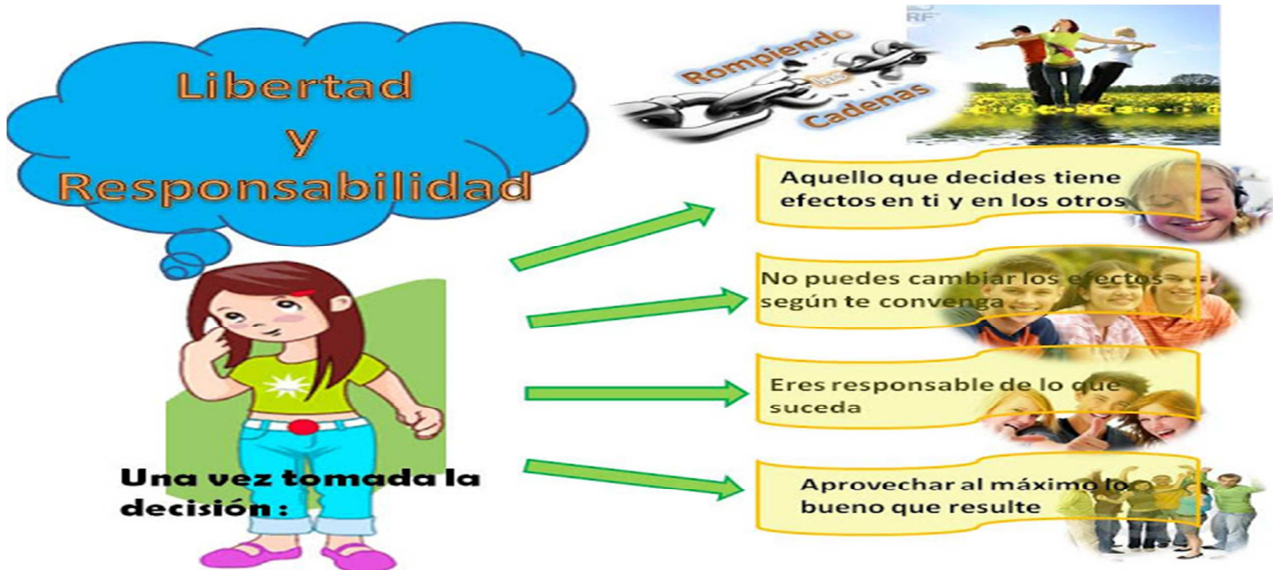 Libertad
y
Responsabilidad
Rompiendo
Cadenas
RF
Aquello que decides tiene
efectos en ti y en los otros
No puedes cambiar los efectos
según te convenga
Eres responsable de lo que
suceda
Aprovechar al máximo lo
bueno que resulte
Una vez tomada la
decisión :